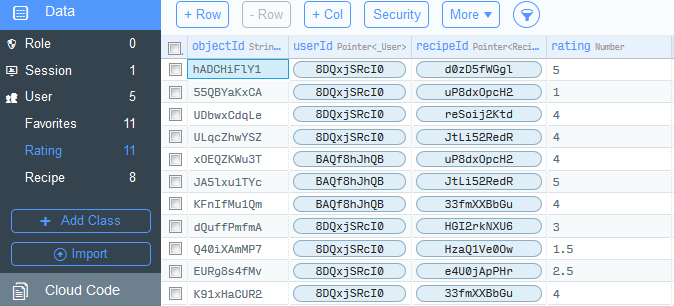 Data
+ Row
- Row
+ Col
Security
More
Role 0
Session 1
User 5
Favorites 11
Rating 11
Recipe 8
+ Add Class
Import
Cloud Code
objectId Strin… userId Pointer<_User> recipeId Pointer<Reci… rating Number
hADCHiFlY1 8DQxjSRcI0 d0zD5fWGgl 5
55QBYaKxCA 8DQxjSRcI0 uP8dxOpcH2 1
UDbwxCdqLe 8DQxjSRcI0 reSoij2Ktd 4
ULqcZhwYSZ 8DQxjSRcI0 JtLi52RedR 4
xOEQZKWu3T BAQf8hJhQB uP8dxOpcH2 4
JA5lxu1TYc BAQf8hJhQB JtLi52RedR 5
KFnIfMu1Qm BAQf8hJhQB 33fmXXBbGu 4
dQuffPmfmA 8DQxjSRcI0 HGI2rkNXU6 3
Q40iXAmMP7 8DQxjSRcI0 HzaQ1Ve0Ow 1.5
EURg8s4fMv 8DQxjSRcI0 e4U0jApPHr 2.5
K91xHaCUR2 8DQxjSRcI0 33fmXXBbGu 4